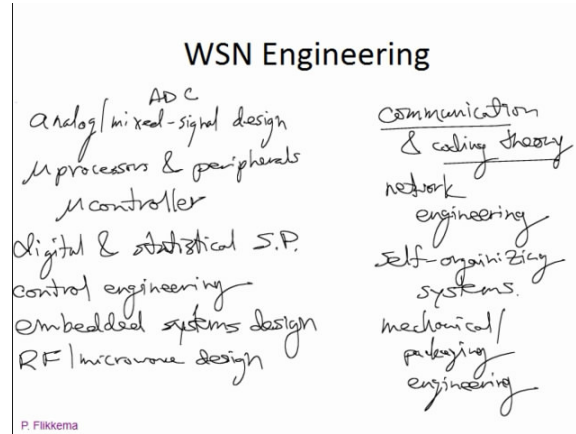 WSN Engineering
ADC
analog/mixed-signal design
μprocessors & peripherals
μcontroller
digital & statistical S.P.
control engineering
embedded systems design
RF/microwave design
communication
& coding theory
network
engineering
self-orgainizing
systems.
mechanical/
packaging
engineering
P. Flikkema